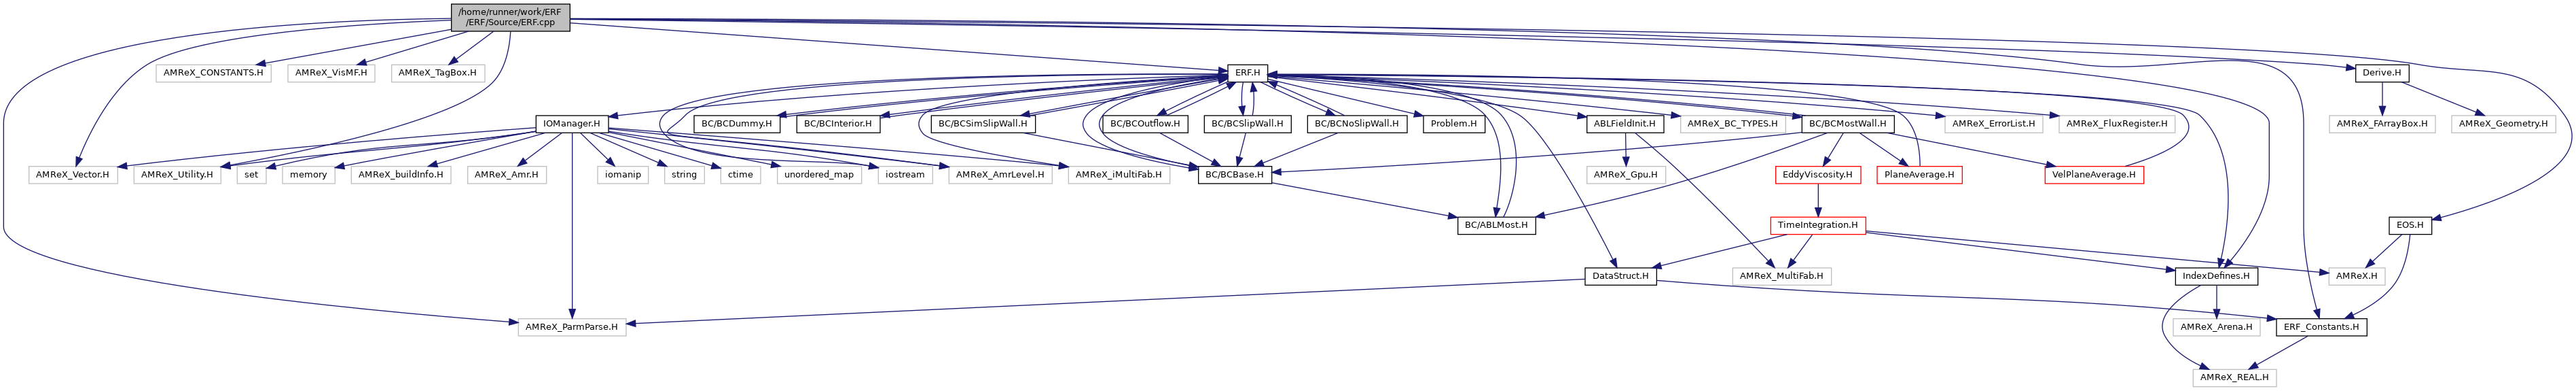 /home/runner/work/ERF
/ERF/Source/ERF.cpp
AMReX_CONSTANTS.H
AMReX_VisMF.H
AMReX_TagBox.H
ERF.H
Derive.H
IOManager.H
BC/BCDummy.H
BC/BCInterior.H
BC/BCSimSlipWall.H
BC/BCOutflow.H
BC/BCSlipWall.H
BC/BCNoSlipWall.H
Problem.H
ABLFieldInit.H
AMReX_BC_TYPES.H
BC/BCMostWall.H
AMReX_ErrorList.H
AMReX_FluxRegister.H
AMReX_FArrayBox.H
AMReX_Geometry.H
AMReX_Vector.H
AMReX_Utility.H
set
memory
AMReX_buildInfo.H
AMReX_Amr.H
iomanip
string
ctime
unordered_map
iostream
AMReX_AmrLevel.H
AMReX_iMultiFab.H
BC/BCBase.H
AMReX_Gpu.H
EddyViscosity.H
PlaneAverage.H
VelPlaneAverage.H
BC/ABLMost.H
TimeIntegration.H
EOS.H
DataStruct.H
AMReX_MultiFab.H
IndexDefines.H
AMReX.H
AMReX_ParmParse.H
AMReX_Arena.H
ERF_Constants.H
AMReX_REAL.H